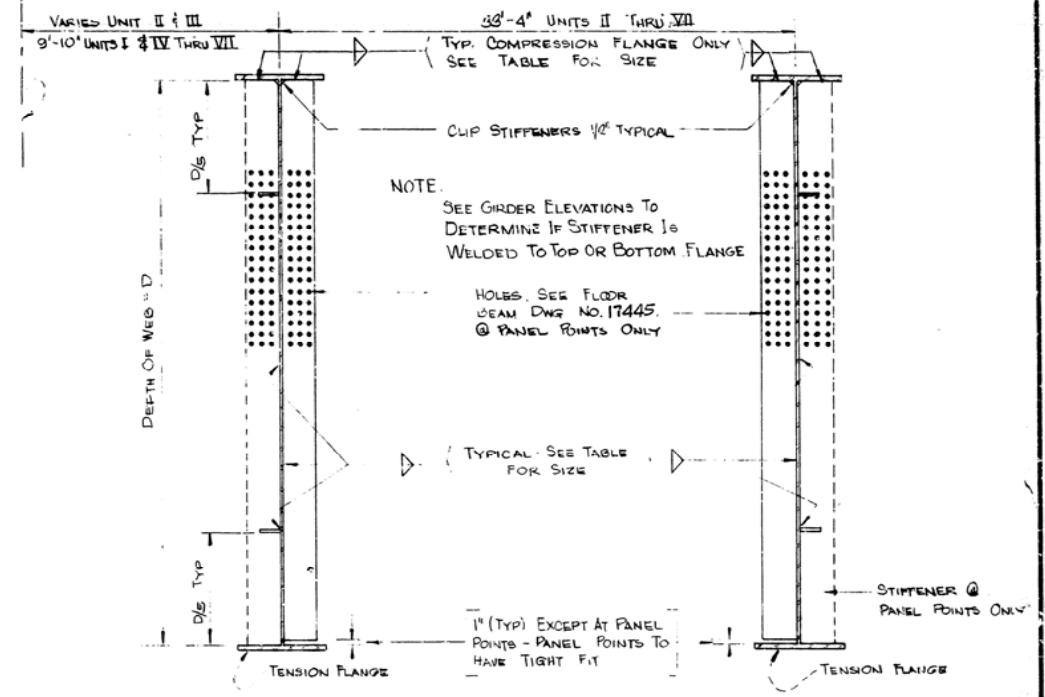 VARIES UNIT II & III
33'-4" UNITS II THRU VII
9'-10" UNITS I & IV THRU VII
TYP. COMPRESSION FLANGE ONLY
SEE TABLE FOR SIZE
D/5 TYP
CLIP STIFFENERS 1/2" TYPICAL
NOTE.
SEE GIRDER ELEVATIONS TO
DETERMINE IF STIFFENER IS
WELDED TO TOP OR BOTTOM FLANGE
HOLES, SEE FLOOR
BEAM DWG NO. 17445.
@ PANEL POINTS ONLY
DEPTH OF WEB = D
TYPICAL - SEE TABLE
FOR SIZE
D/5 TYP
STIFFENER @
PANEL POINTS ONLY
1" (TYP) EXCEPT AT PANEL
POINTS - PANEL POINTS TO
HAVE TIGHT FIT
TENSION FLANGE
TENSION FLANGE